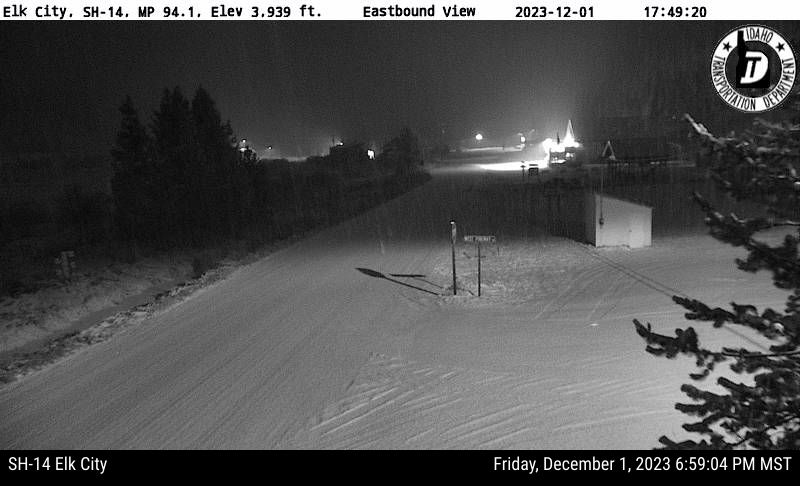 Elk City, SH-14, MP 94.1, Elev 3,939 ft. Eastbound View 2023-12-01 17:49:20
IDAHO
TRANSPORTATION DEPARTMENT
SH-14 Elk City Friday, December 1, 2023 6:59:04 PM MST